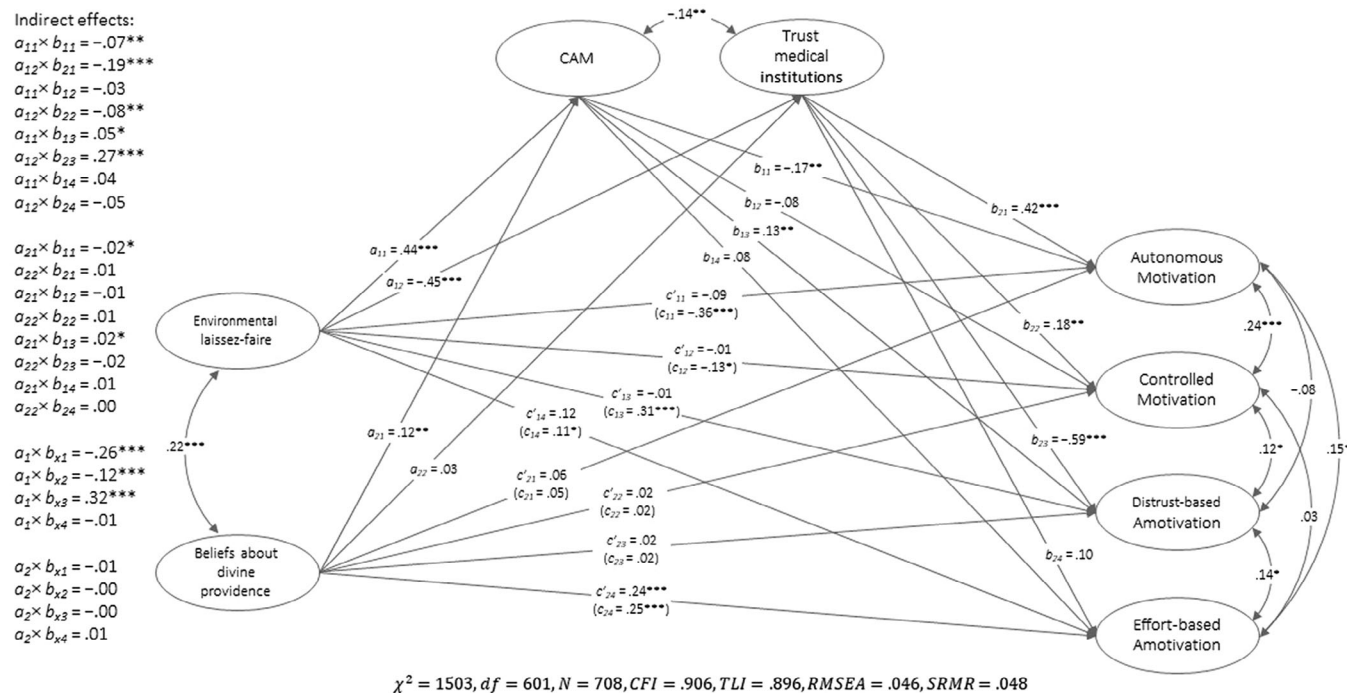 Indirect effects:
a11× b11 = −.07**
a12× b21 = −.19***
a11× b12 = −.03
a12× b22 = −.08**
a11× b13 = .05*
a12× b23 = .27***
a11× b14 = .04
a12× b24 = −.05
a21× b11 = −.02*
a22× b21 = .01
a21× b12 = −.01
a22× b22 = .01
a21× b13 = .02*
a22× b23 = −.02
a21× b14 = .01
a22× b24 = .00
a1× bx1 = −.26***
a1× bx2 = −.12***
a1× bx3 = .32***
a1× bx4 = −.01
a2× bx1 = −.01
a2× bx2 = −.00
a2× bx3 = −.00
a2× bx4 = .01
−.14**
CAM
Trust
medical
institutions
b11 = −.17**
b12 = −.08
b13 = .13**
b14 = .08
b21 = .42***
a11 = .44***
a12 = −.45***
Environmental
laissez-faire
c'11 = −.09
(c11 = −.36***)
c'12 = −.01
(c12 = −.13*)
c'13 = −.01
(c13 = .31***)
c'14 = .12
(c14 = .11*)
b22 = .18**
b23 = −.59***
b24 = .10
Autonomous
Motivation
.24***
Controlled
Motivation
−.08
.12*
.15*
.03
Distrust-based
Amotivation
.14*
Effort-based
Amotivation
.22***
a21 = .12**
a22 = .03
c'21 = .06
(c21 = .05)
c'22 = .02
(c22 = .02)
c'23 = .02
(c23 = .02)
c'24 = .24***
(c24 = .25***)
Beliefs about
divine
providence
χ² = 1503, df = 601, N = 708, CFI = .906, TLI = .896, RMSEA = .046, SRMR = .048